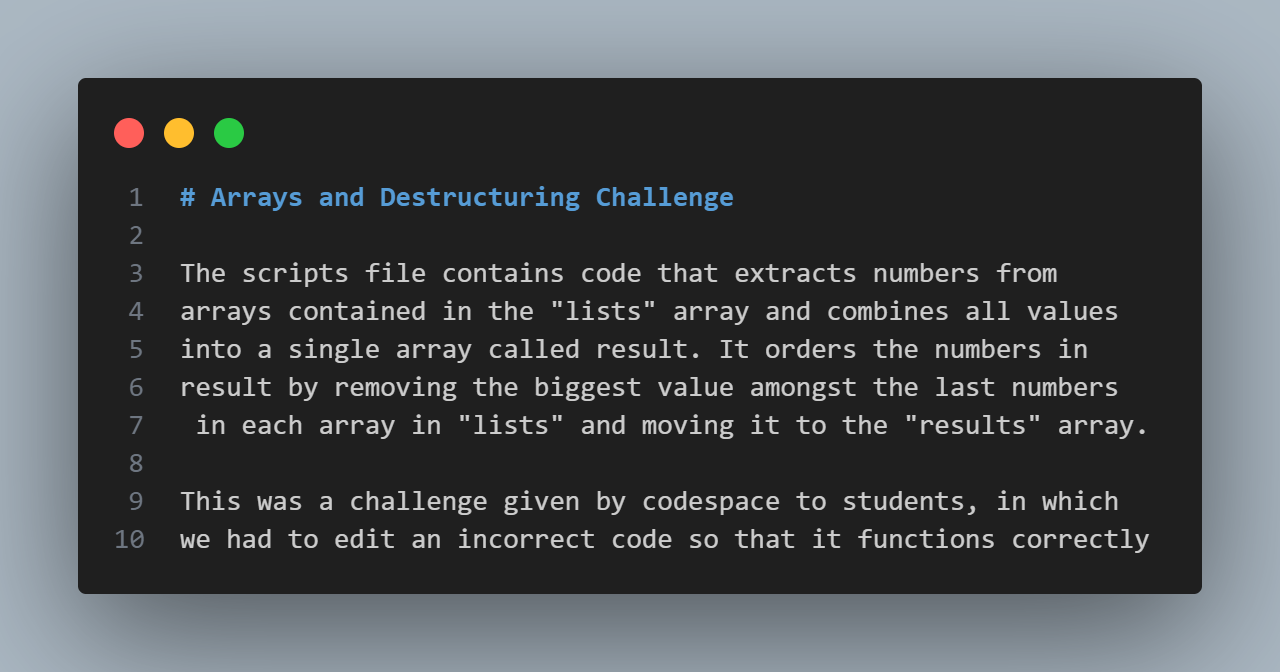 1 # Arrays and Destructuring Challenge
2
3 The scripts file contains code that extracts numbers from
4 arrays contained in the "lists" array and combines all values
5 into a single array called result. It orders the numbers in
6 result by removing the biggest value amongst the last numbers
7  in each array in "lists" and moving it to the "results" array.
8
9 This was a challenge given by codespace to students, in which
10 we had to edit an incorrect code so that it functions correctly